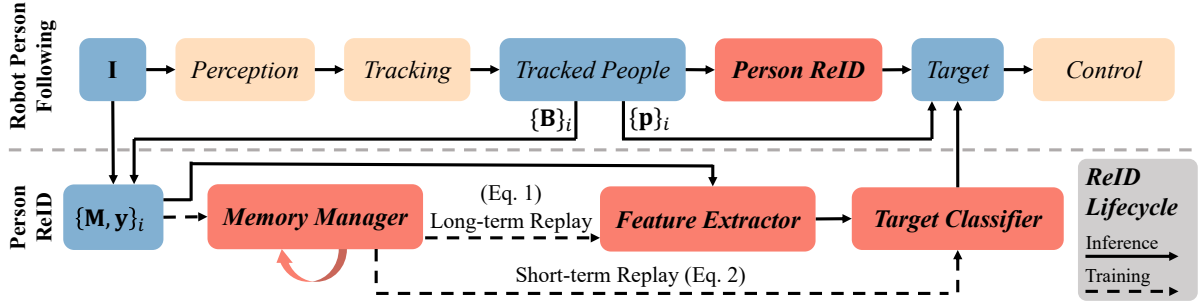 Robot Person
Following
I
Perception
Tracking
Tracked People
Person ReID
Target
Control
{B}i
{p}i
Person
ReID
{M, y}i
Memory Manager
(Eq. 1)
Long-term Replay
Feature Extractor
Target Classifier
Short-term Replay (Eq. 2)
ReID
Lifecycle
Inference
Training